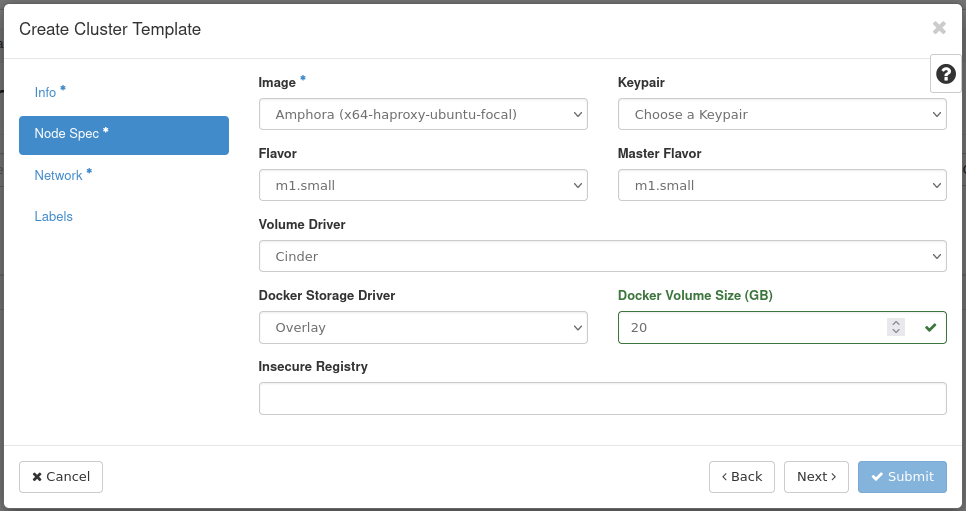 Create Cluster Template
Info *
Node Spec *
Network *
Labels
Image *
Keypair
Amphora (x64-haproxy-ubuntu-focal)
Choose a Keypair
Flavor
Master Flavor
m1.small
m1.small
Volume Driver
Cinder
Docker Storage Driver
Docker Volume Size (GB)
Overlay
20
Insecure Registry
Cancel
Back
Next
Submit